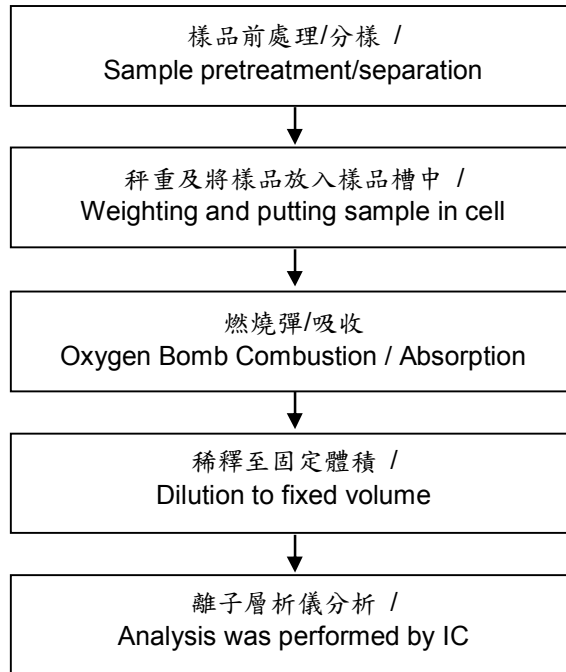 樣品前處理/分樣 /
Sample pretreatment/separation
秤重及將樣品放入樣品槽中 /
Weighting and putting sample in cell
燃燒彈/吸收
Oxygen Bomb Combustion / Absorption
稀釋至固定體積 /
Dilution to fixed volume
離子層析儀分析 /
Analysis was performed by IC